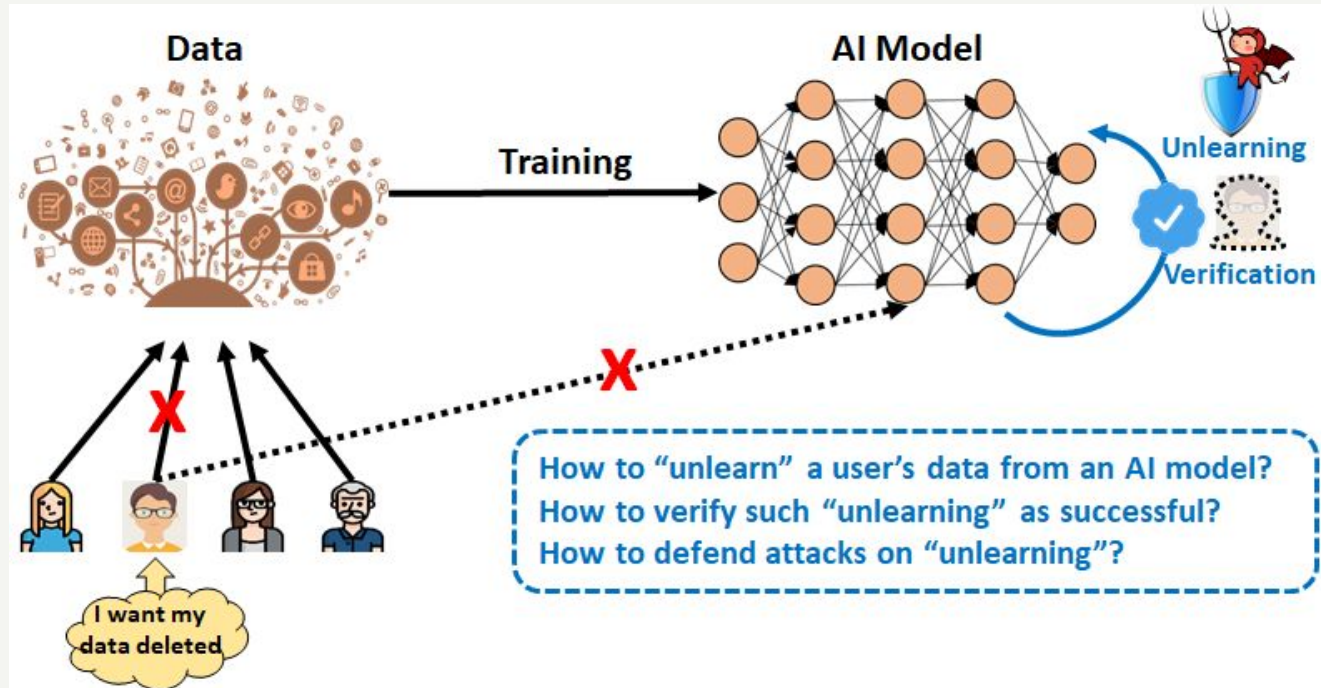 Data
AI Model
Training
Unlearning
Verification
X
X
How to “unlearn” a user’s data from an AI model?
How to verify such “unlearning” as successful?
How to defend attacks on “unlearning”?
I want my
data deleted